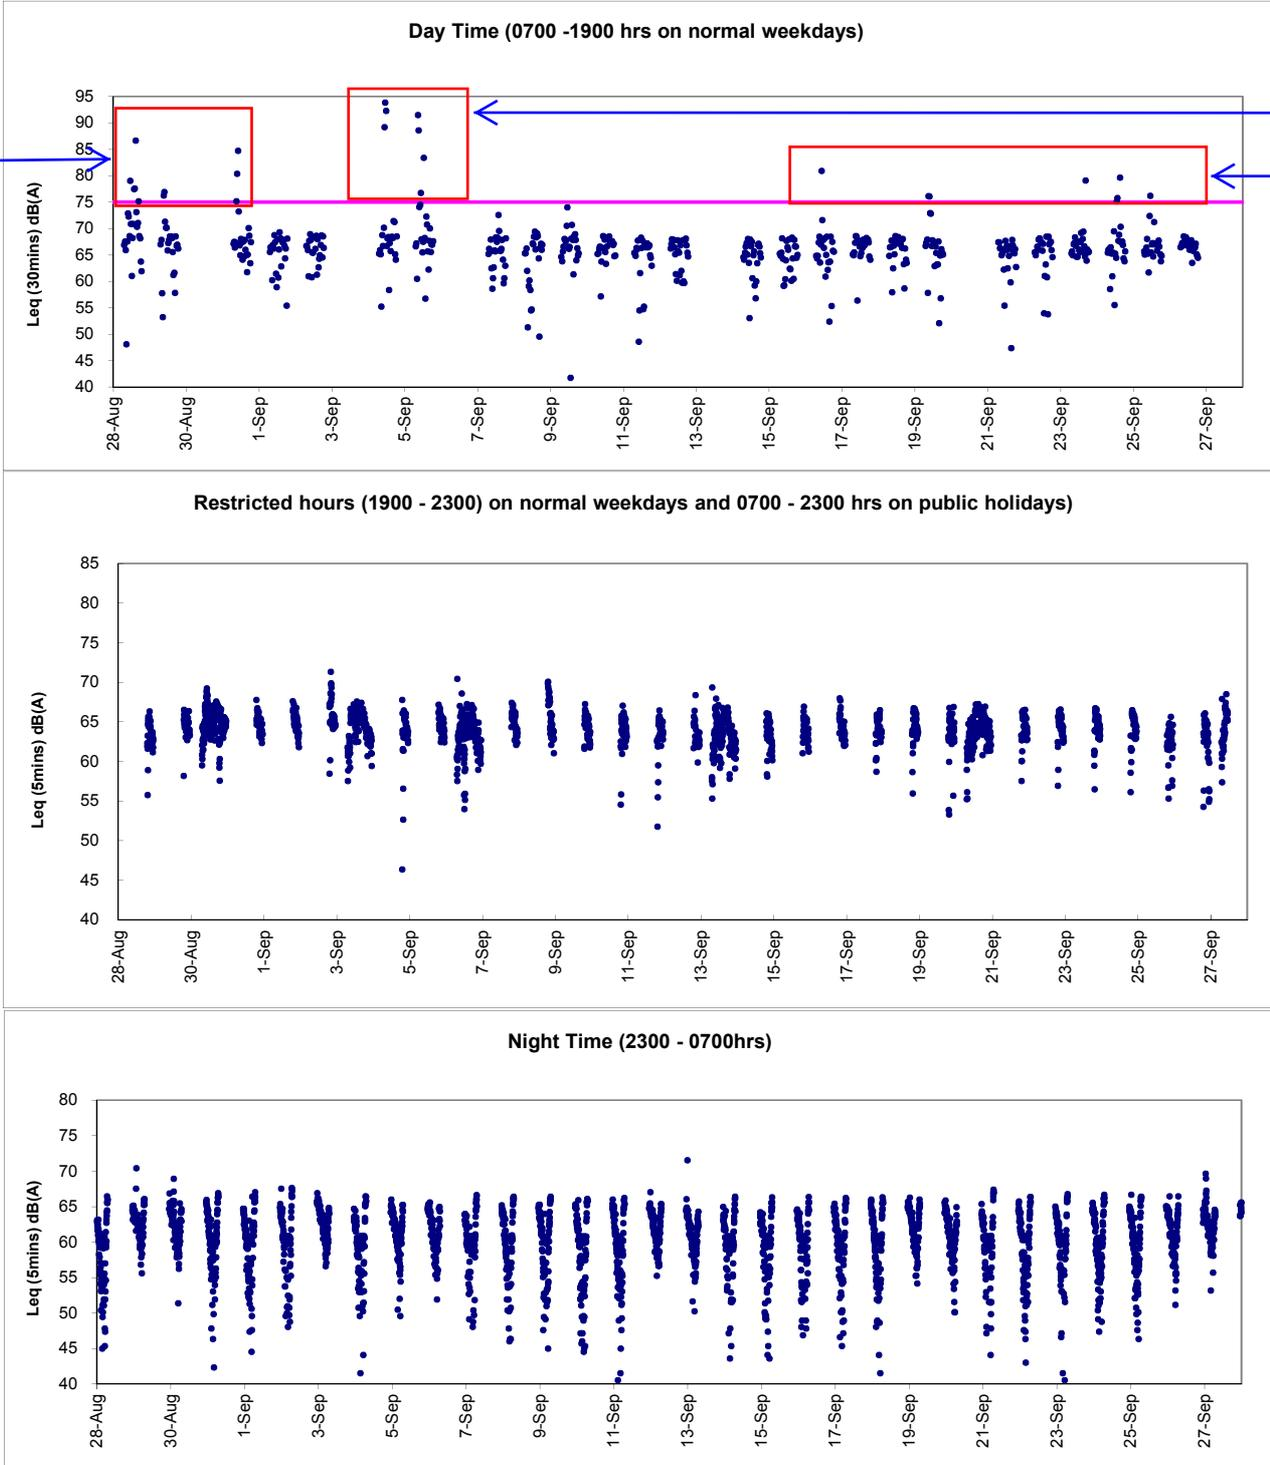 Day Time (0700 -1900 hrs on normal weekdays)
Leq (30mins) dB(A)
95
90
85
80
75
70
65
60
55
50
45
40
28-Aug
30-Aug
1-Sep
3-Sep
5-Sep
7-Sep
9-Sep
11-Sep
13-Sep
15-Sep
17-Sep
19-Sep
21-Sep
23-Sep
25-Sep
27-Sep
Restricted hours (1900 - 2300) on normal weekdays and 0700 - 2300 hrs on public holidays)
Leq (5mins) dB(A)
85
80
75
70
65
60
55
50
45
40
28-Aug
30-Aug
1-Sep
3-Sep
5-Sep
7-Sep
9-Sep
11-Sep
13-Sep
15-Sep
17-Sep
19-Sep
21-Sep
23-Sep
25-Sep
27-Sep
Night Time (2300 - 0700hrs)
Leq (5mins) dB(A)
80
75
70
65
60
55
50
45
40
28-Aug
30-Aug
1-Sep
3-Sep
5-Sep
7-Sep
9-Sep
11-Sep
13-Sep
15-Sep
17-Sep
19-Sep
21-Sep
23-Sep
25-Sep
27-Sep